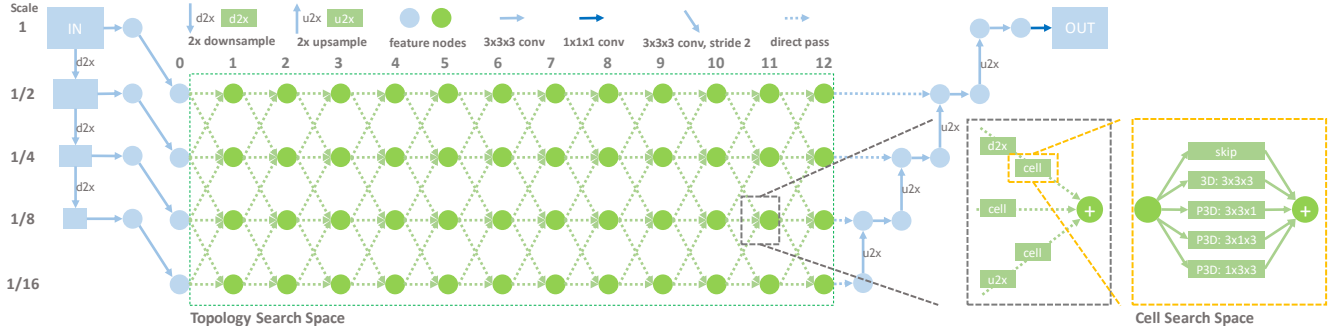 Scale
1
IN
d2x
d2x
u2x
u2x
2x downsample
2x upsample
feature nodes
3x3x3 conv
1x1x1 conv
3x3x3 conv, stride 2
direct pass
u2x
OUT
d2x
0 1 2 3 4 5 6 7 8 9 10 11 12
1/2
d2x
u2x
1/4
d2x
u2x
1/8
u2x
1/16
d2x
cell
cell
cell
u2x
+
skip
3D: 3x3x3
P3D: 3x3x1
P3D: 3x1x3
P3D: 1x3x3
+
Topology Search Space
Cell Search Space